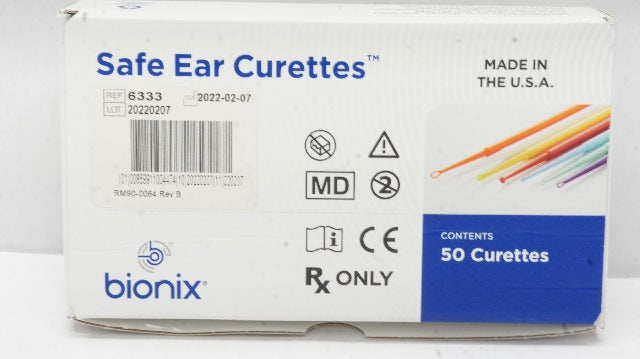 Safe Ear Curettes™
MADE IN
THE U.S.A.
REF 6333 2022-02-07
LOT 20220207
RM90-0064 Rev B
MD
2
i
CE
Rx ONLY
bionix®
CONTENTS
50 Curettes